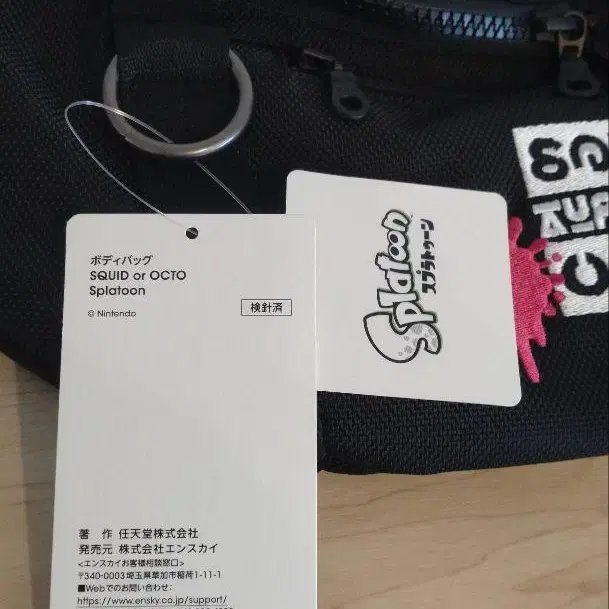 ボディバッグ
SQUID or OCTO
Splatoon
© Nintendo
検針済
著 作 任天堂株式会社
発売元 株式会社エンスカイ
<エンスカイお客様相談窓口>
〒340-0003埼玉県草加市稲荷1-11-1
■Webでのお問い合わせ:
https://www.ensky.co.jp/support/
Splatoon
スプラトゥーン